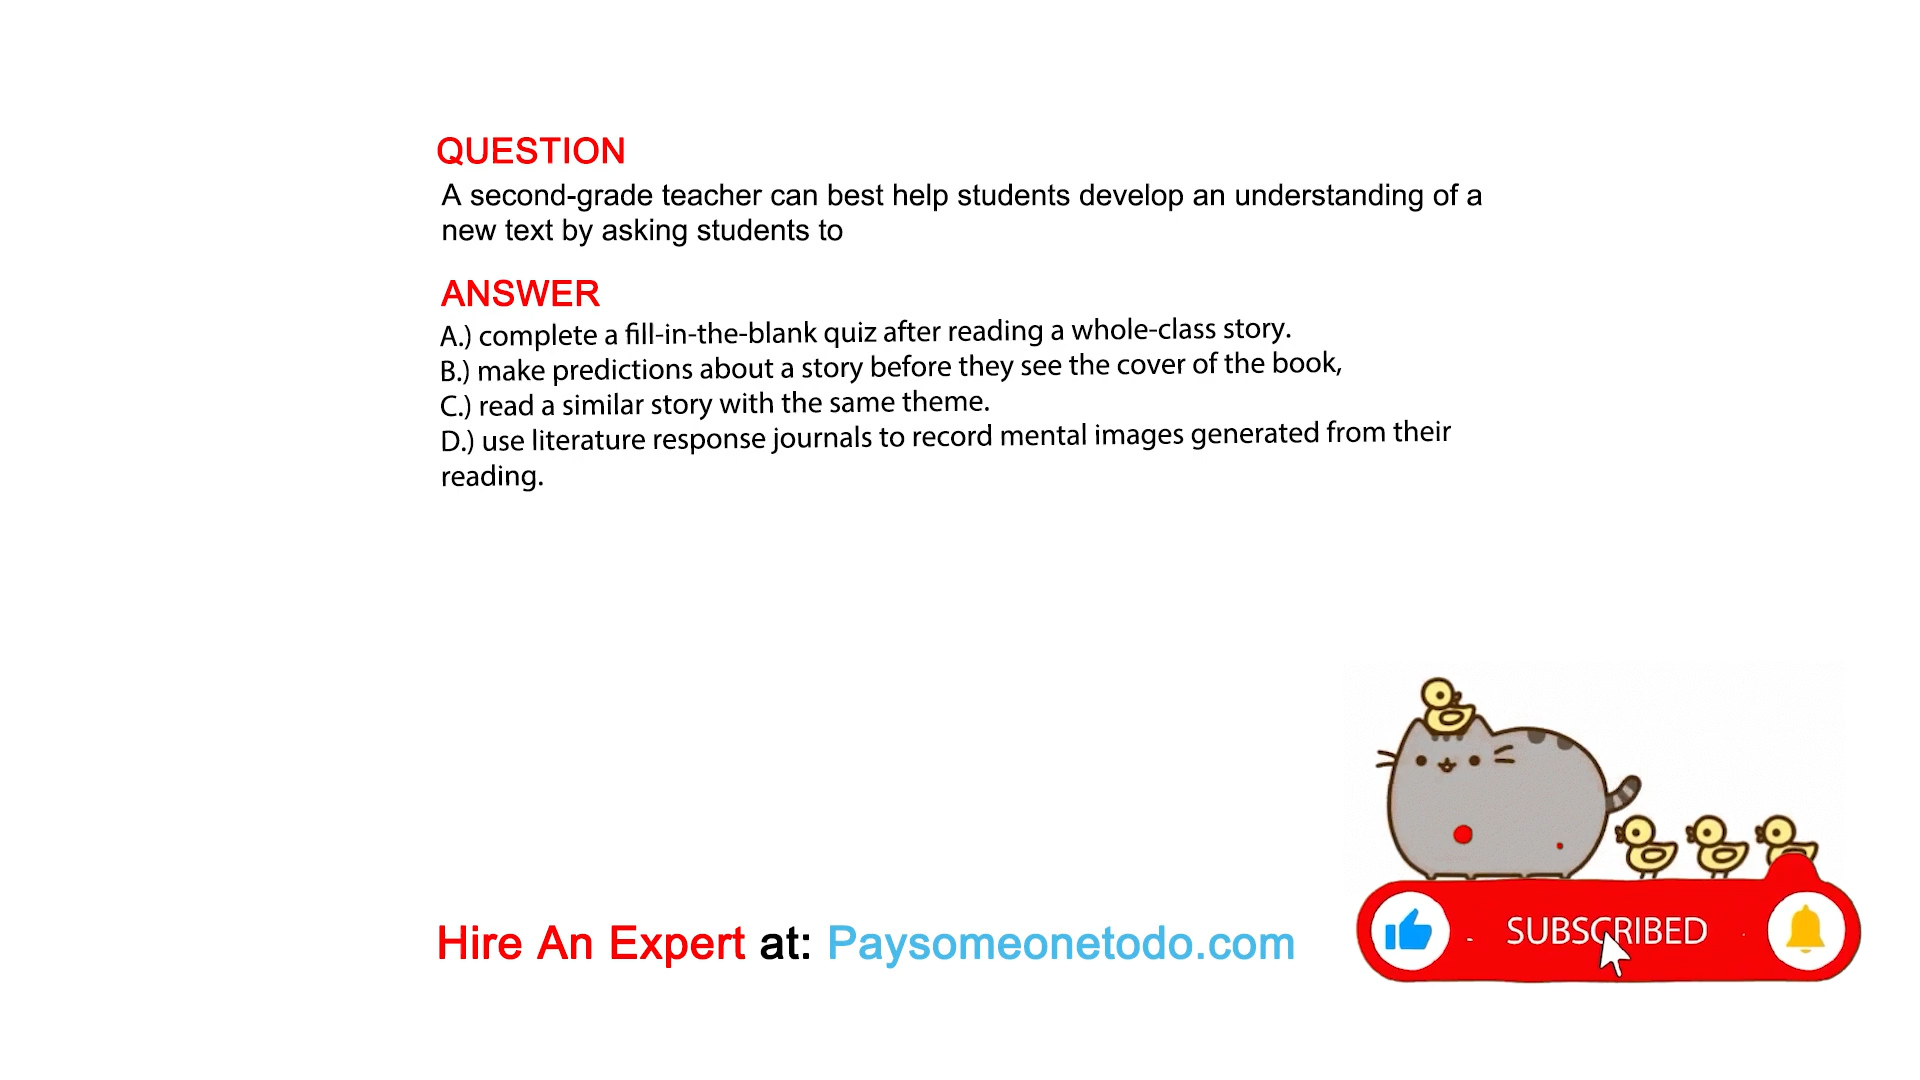 QUESTION
A second-grade teacher can best help students develop an understanding of a
new text by asking students to
ANSWER
A.) complete a fill-in-the-blank quiz after reading a whole-class story.
B.) make predictions about a story before they see the cover of the book,
C.) read a similar story with the same theme.
D.) use literature response journals to record mental images generated from their
reading.
Hire An Expert at: Paysomeonetodo.com
SUBSCRIBED